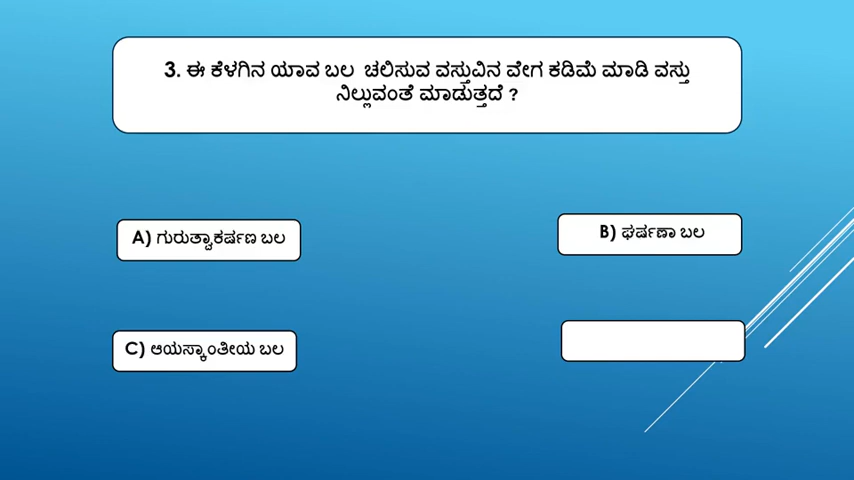 3. ಈ ಕೆಳಗಿನ ಯಾವ ಬಲ ಚಲಿಸುವ ವಸ್ತುವಿನ ವೇಗ ಕಡಿಮೆ ಮಾಡಿ ವಸ್ತು
ನಿಲ್ಲುವಂತೆ ಮಾಡುತ್ತದೆ ?
A) ಗುರುತ್ವಾಕರ್ಷಣ ಬಲ
B) ಘರ್ಷಣಾ ಬಲ
C) ಆಯಸ್ಕಾಂತೀಯ ಬಲ